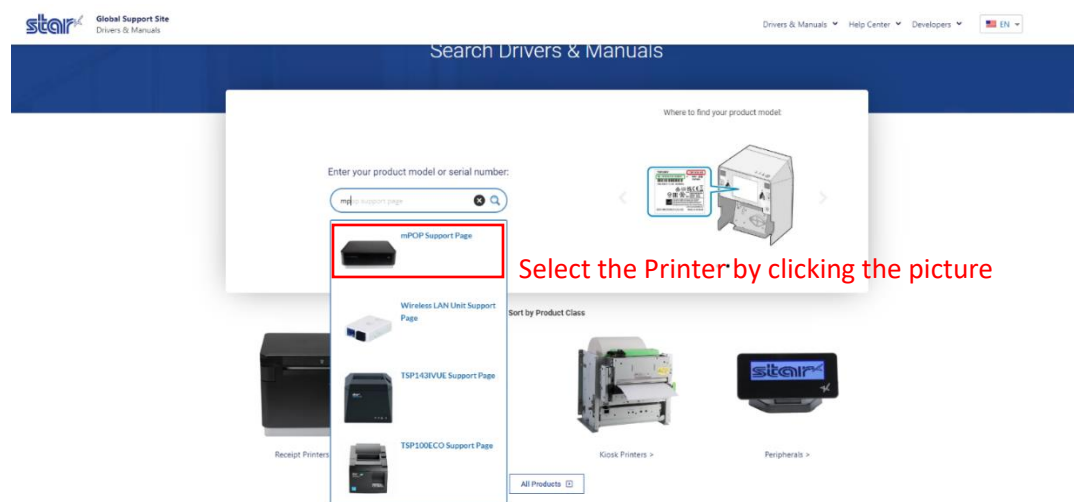 star
Global Support Site
Drivers & Manuals
Drivers & Manuals
Help Center
Developers
EN
Search Drivers & Manuals
Where to find your product model:
Enter your product model or serial number:
mpop support page
mPOP Support Page
Select the Printer by clicking the picture
Wireless LAN Unit Support
Page
Sort by Product Class
TSP143IVUE Support Page
star
TSP100ECO Support Page
Receipt Printers
Kiosk Printers >
Peripherals >
All Products